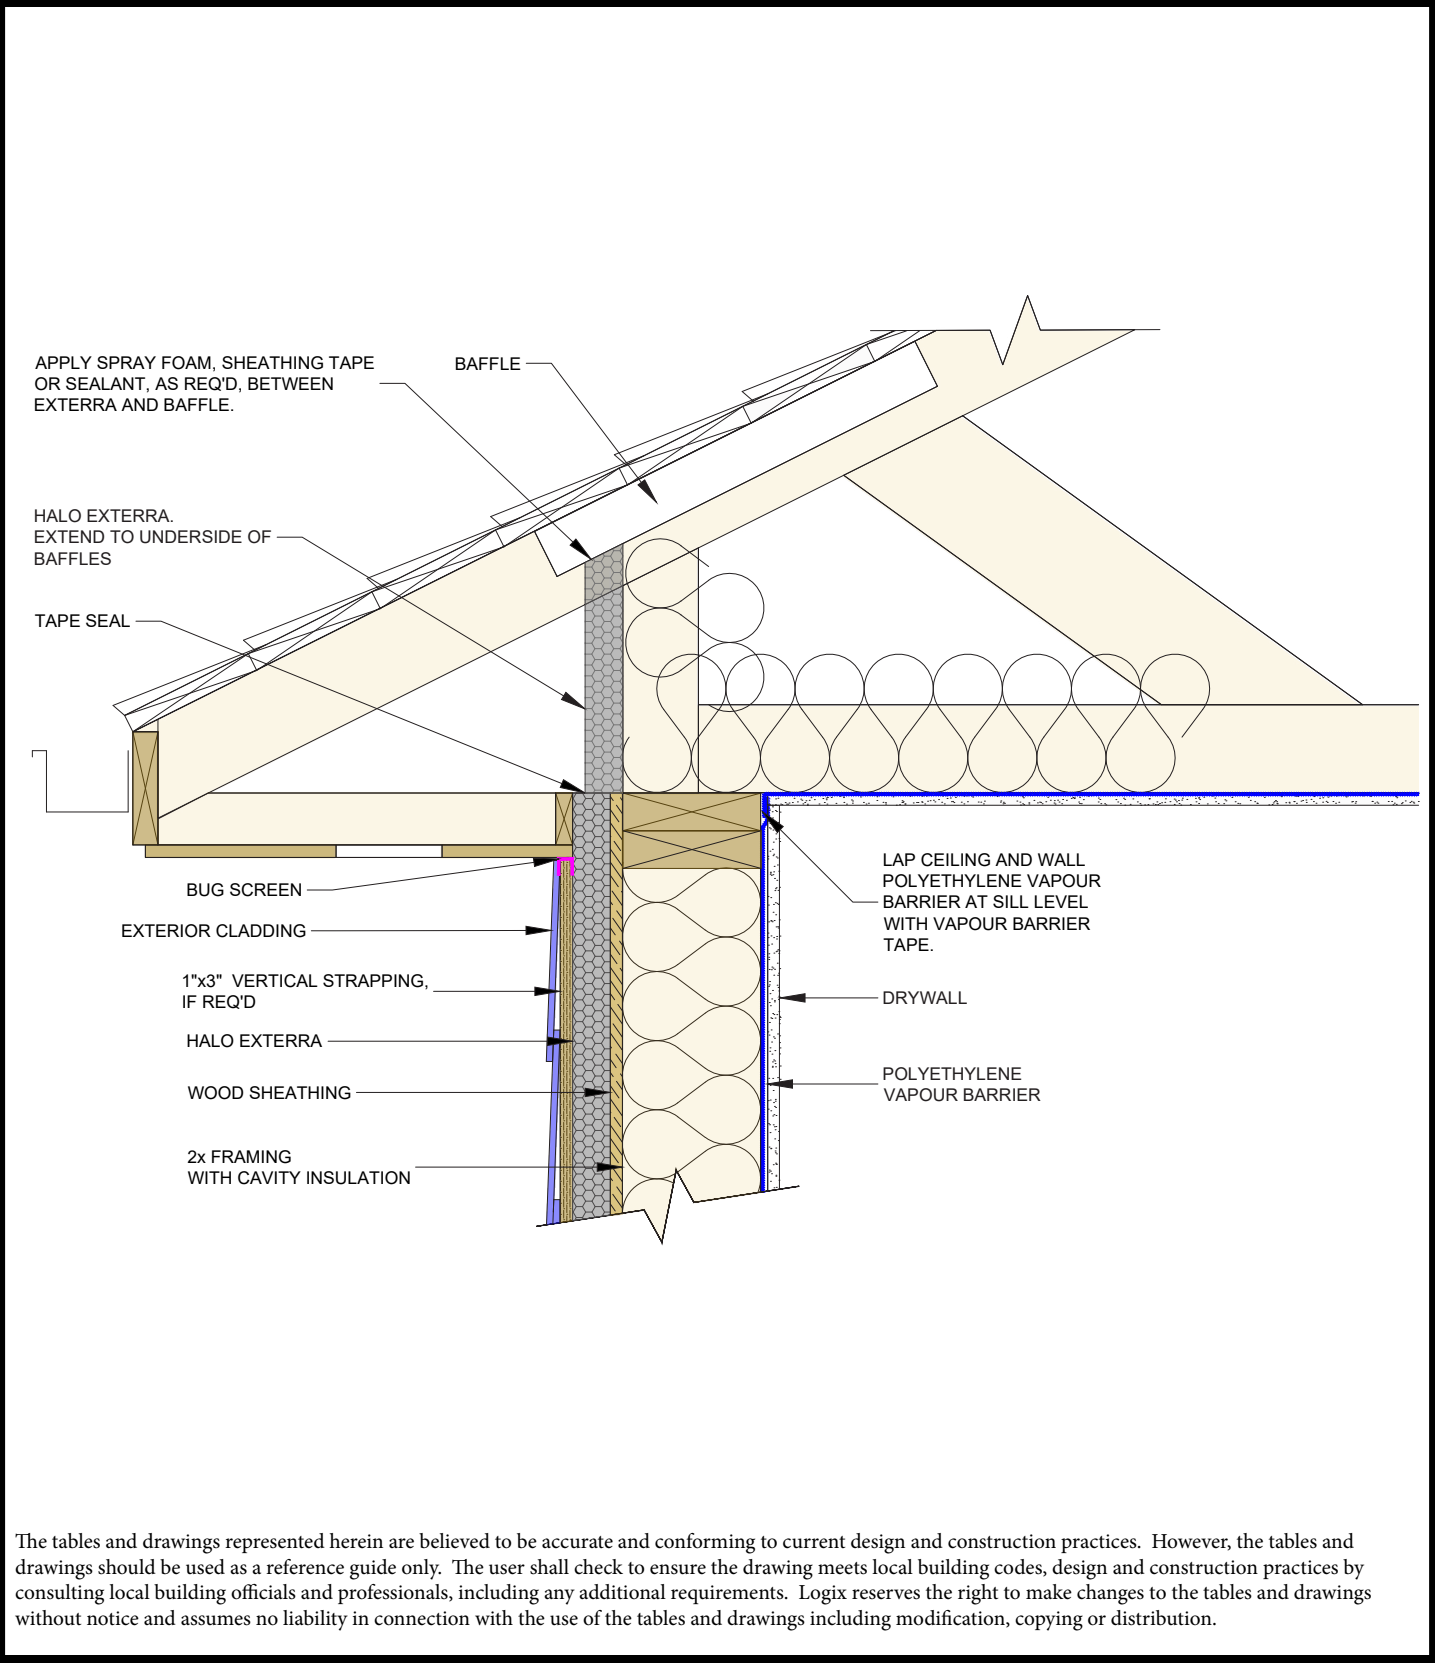 APPLY SPRAY FOAM, SHEATHING TAPE
OR SEALANT, AS REQ'D, BETWEEN
EXTERRA AND BAFFLE.
BAFFLE
HALO EXTERRA.
EXTEND TO UNDERSIDE OF
BAFFLES
TAPE SEAL
BUG SCREEN
EXTERIOR CLADDING
1"x3" VERTICAL STRAPPING,
IF REQ'D
HALO EXTERRA
WOOD SHEATHING
2x FRAMING
WITH CAVITY INSULATION
LAP CEILING AND WALL
POLYETHYLENE VAPOUR
BARRIER AT SILL LEVEL
WITH VAPOUR BARRIER
TAPE.
DRYWALL
POLYETHYLENE
VAPOUR BARRIER
The tables and drawings represented herein are believed to be accurate and conforming to current design and construction practices. However, the tables and
drawings should be used as a reference guide only. The user shall check to ensure the drawing meets local building codes, design and construction practices by
consulting local building officials and professionals, including any additional requirements. Logix reserves the right to make changes to the tables and drawings
without notice and assumes no liability in connection with the use of the tables and drawings including modification, copying or distribution.